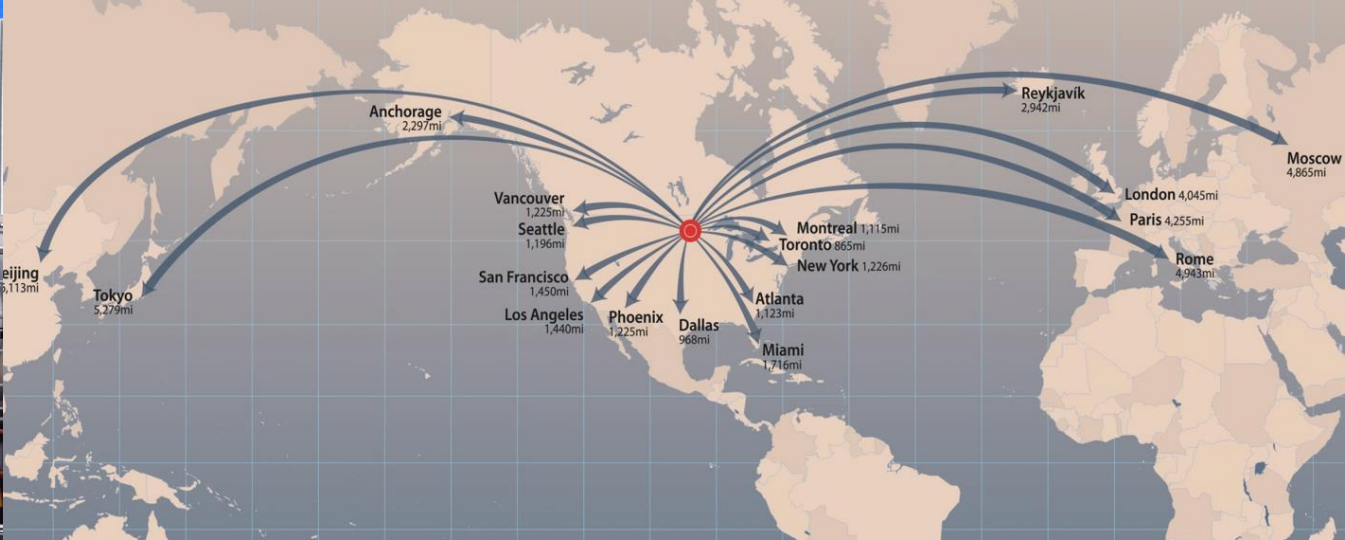 Anchorage
2,297mi
Reykjavík
2,942mi
Moscow
4,865mi
Vancouver
1,225mi
Seattle
1,196mi
London 4,045mi
Paris 4,255mi
Montreal 1,115mi
Toronto 865mi
New York 1,226mi
Rome
4,943mi
eijing
,113mi
Tokyo
5,279mi
San Francisco
1,450mi
Los Angeles
1,440mi
Phoenix
1,225mi
Dallas
968mi
Atlanta
1,123mi
Miami
1,716mi